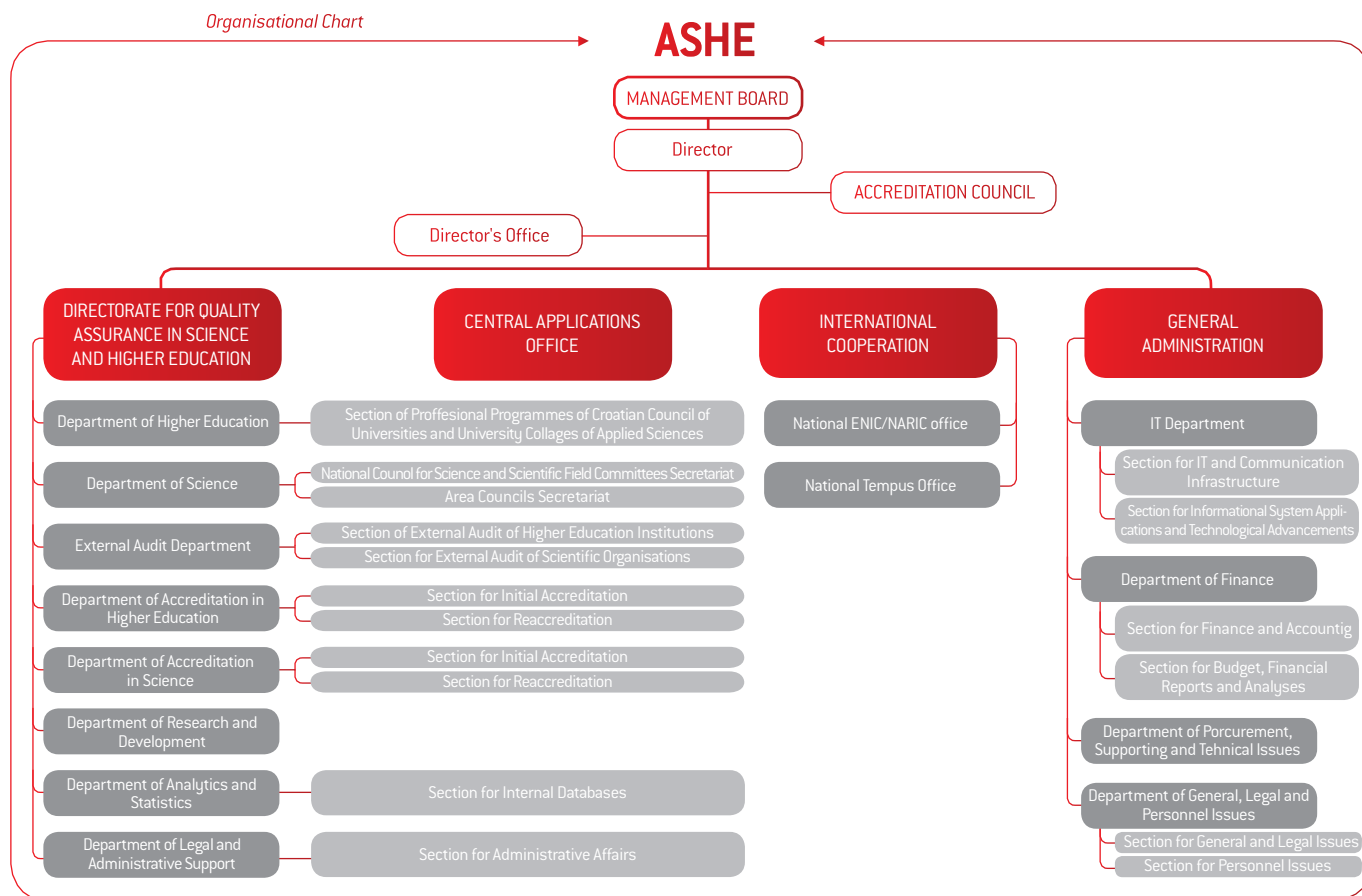 Organisational Chart
ASHE
MANAGEMENT BOARD
Director
ACCREDITATION COUNCIL
Director's Office
DIRECTORATE FOR QUALITY
ASSURANCE IN SCIENCE
AND HIGHER EDUCATION
CENTRAL APPLICATIONS
OFFICE
INTERNATIONAL
COOPERATION
GENERAL
ADMINISTRATION
Department of Higher Education
Section of Proffesional Programmes of Croatian Council of
Universities and University Collages of Applied Sciences
Department of Science
National Counol for Science and Scientific Field Committees Secretariat
Area Councils Secretariat
External Audit Department
Section of External Audit of Higher Education Institutions
Section for External Audit of Scientific Organisations
Department of Accreditation in
Higher Education
Section for Initial Accreditation
Section for Reaccreditation
Department of Accreditation
in Science
Section for Initial Accreditation
Section for Reaccreditation
Department of Research and
Development
Department of Analytics and
Statistics
Section for Internal Databases
Department of Legal and
Administrative Support
Section for Administrative Affairs
National ENIC/NARIC office
National Tempus Office
IT Department
Section for IT and Communication
Infrastructure
Section for Informational System Appli-
cations and Technological Advancements
Department of Finance
Section for Finance and Accountig
Section for Budget, Financial
Reports and Analyses
Department of Porcurement,
Supporting and Tehnical Issues
Department of General, Legal and
Personnel Issues
Section for General and Legal Issues
Section for Personnel Issues